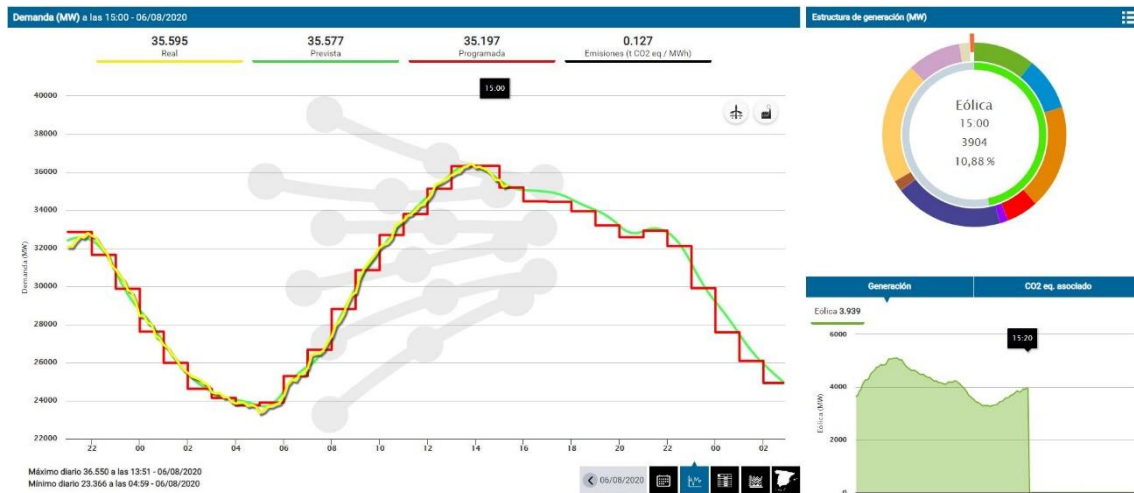 Demanda (MW) a las 15:00 - 06/08/2020
35.595
Real
35.577
Prevista
35.197
Programada
0.127
Emisiones (t CO2 eq / MWh)
15:00
40000
38000
36000
34000
32000
30000
28000
26000
24000
22000
Demanda (MW)
22 00 02 04 06 08 10 12 14 16 18 20 22 00 02
Máximo diario 36.550 a las 13:51 - 06/08/2020
Mínimo diario 23.366 a las 04:59 - 06/08/2020
06/08/2020
Estructura de generación (MW)
Eólica
15:00
3904
10,88 %
Generación
CO2 eq. asociado
Eólica 3.939
15:20
6000
4000
2000
0
Eólica (MW)